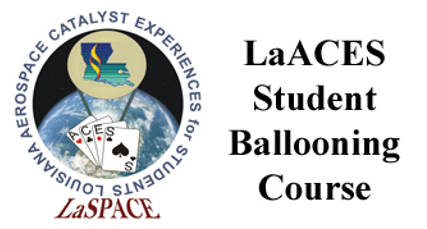 LOUISIANA AEROSPACE CATALYST EXPERIENCES for STUDENTS
ACES
S
LaSPACE
LaACES
Student
Ballooning
Course